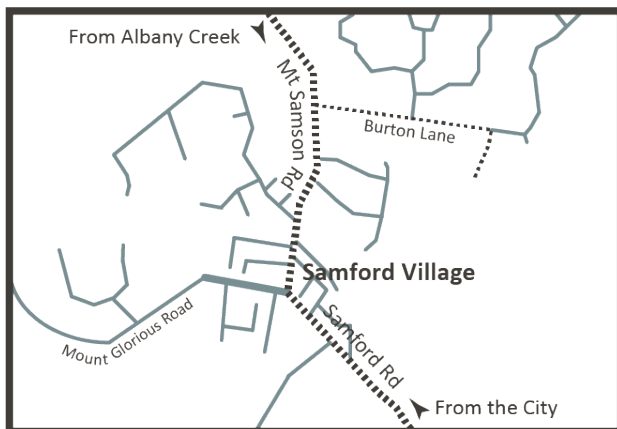 From Albany Creek
Mt Samson Rd
Burton Lane
Samford Village
Mount Glorious Road
Samford Rd
From the City